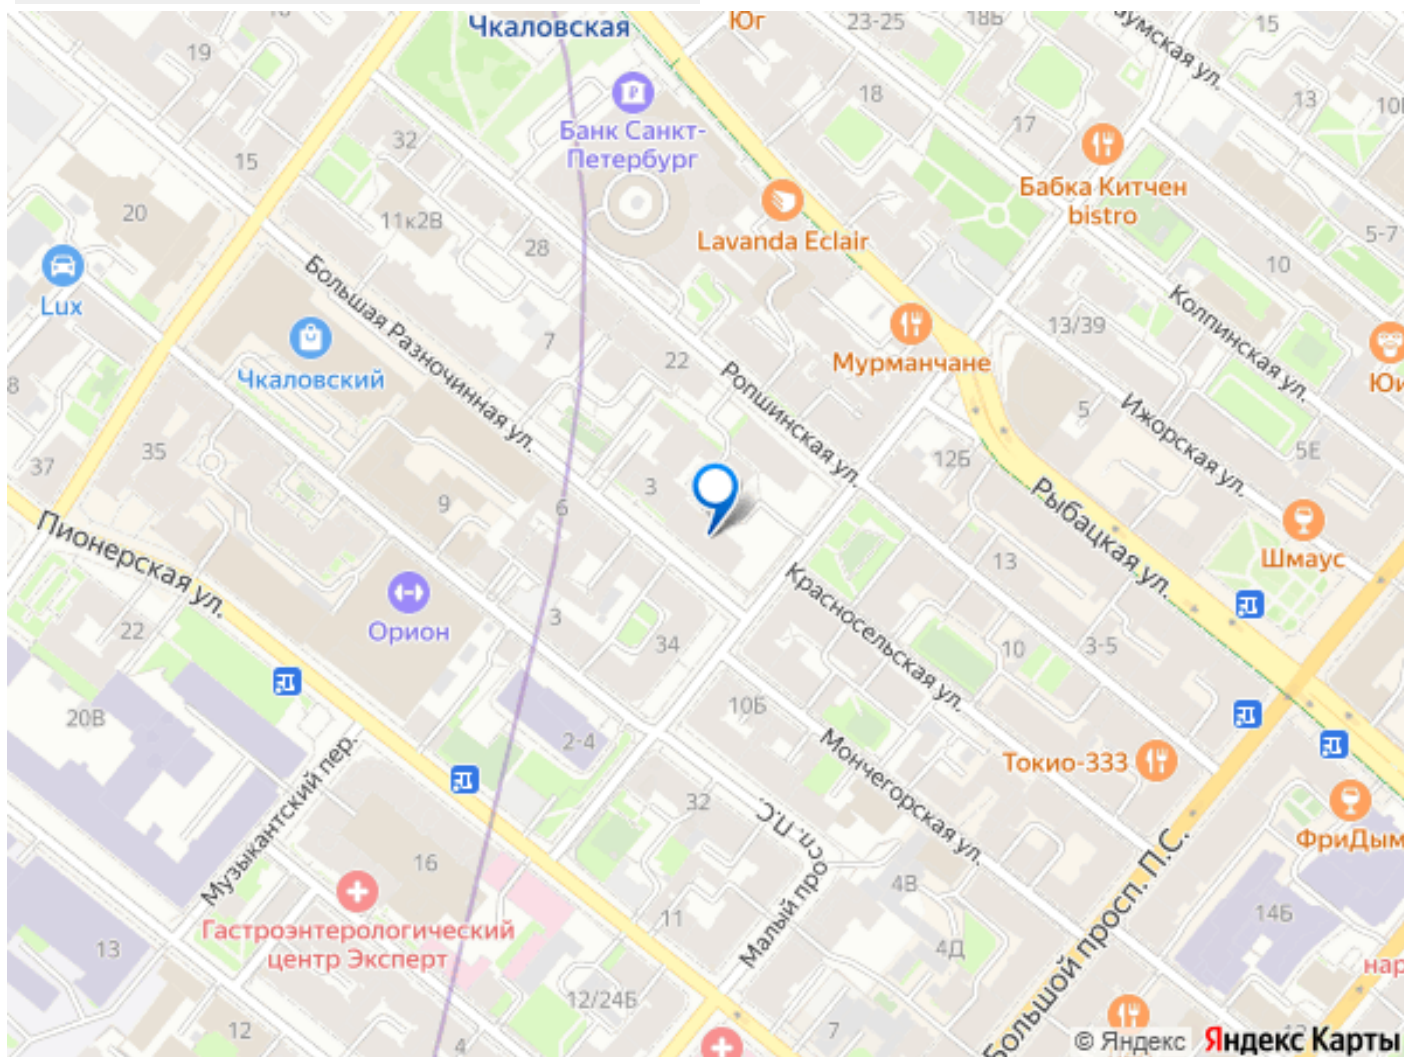 Чкаловская
Юг
23-25
18Б
15
19
18
17
13
Банк Санкт-
Петербург
32
15
20
11к2В
28
Lavanda Eclair
Бабка Китчен
bistro
5-7
10
Lux
Большая Разночинная ул.
7
22
Мурманчане
13/39
Колпинская ул.
Чкаловский
Ропшинская ул.
5
Ижорская ул.
5Е
35
37
9
6
3
12Б
Рыбацкая ул.
Шмаус
Пионерская ул.
Орион
22
3
34
Красносельская ул.
13
10
3-5
20В
2-4
10Б
Мончегорская ул.
Токио-333
Музыкантский пер.
32
Малый просп. П.С.
ФриДым
16
Гастроэнтерологический
центр Эксперт
11
4В
4Д
14Б
Большой просп. П.С.
13
12/24Б
12
4
7
© Яндекс Яндекс Карты